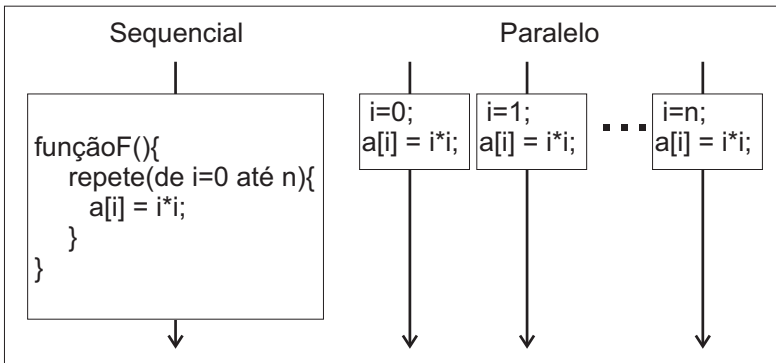 Sequencial
funçãoF(){
repete(de i=0 até n){
a[i] = i*i;
}
}
Paralelo
i=0;
a[i] = i*i;
i=1;
a[i] = i*i;
i=n;
a[i] = i*i;